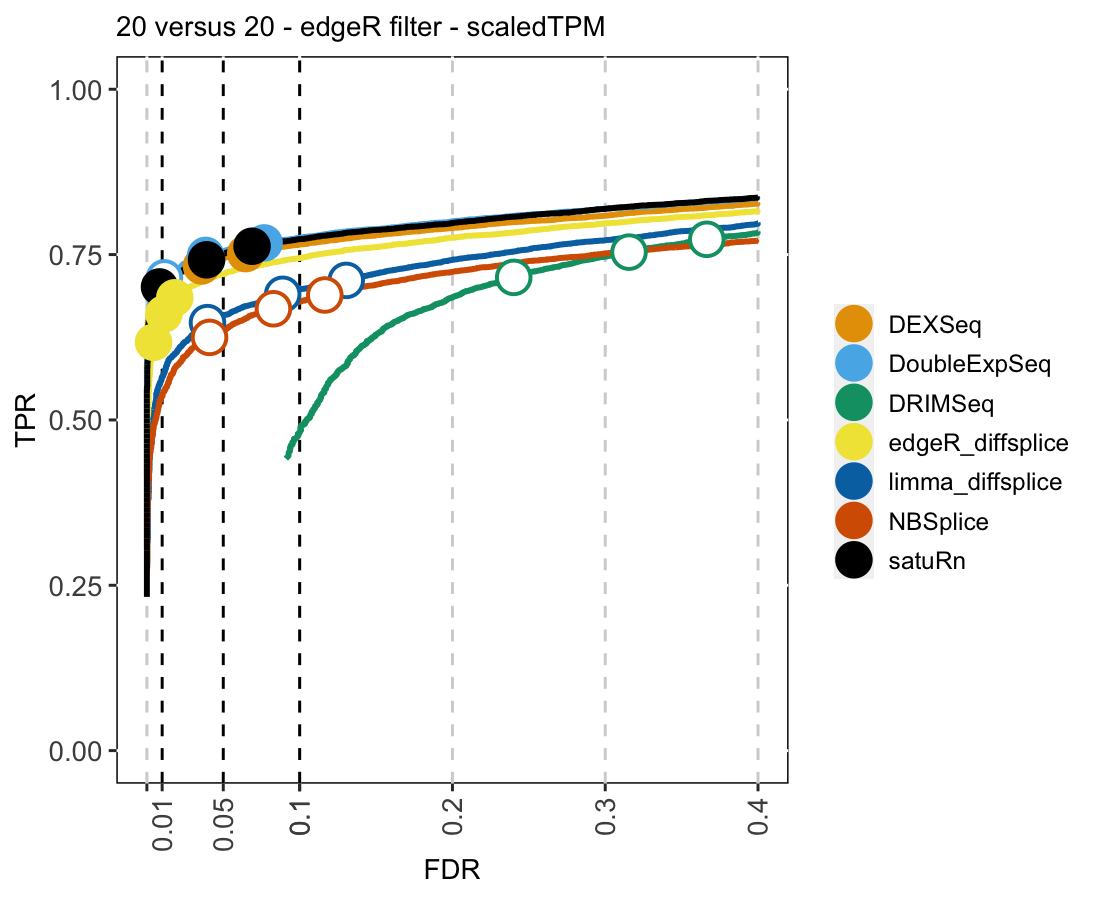 20 versus 20 - edgeR filter - scaledTPM
1.00
0.75
0.50
0.25
0.00
TPR
0.01
0.05
0.1
0.2
0.3
0.4
FDR
DEXSeq
DoubleExpSeq
DRIMSeq
edgeR_diffsplice
limma_diffsplice
NBSplice
satuRn